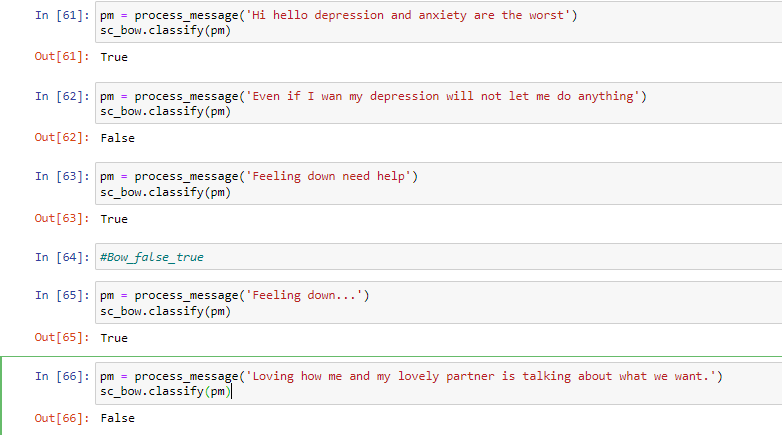 In [61]: pm = process_message('Hi hello depression and anxiety are the worst')
sc_bow.classify(pm)
Out[61]: True
In [62]: pm = process_message('Even if I wan my depression will not let me do anything')
sc_bow.classify(pm)
Out[62]: False
In [63]: pm = process_message('Feeling down need help')
sc_bow.classify(pm)
Out[63]: True
In [64]: #Bow_false_true
In [65]: pm = process_message('Feeling down...')
sc_bow.classify(pm)
Out[65]: True
In [66]: pm = process_message('Loving how me and my lovely partner is talking about what we want.')
sc_bow.classify(pm)
Out[66]: False